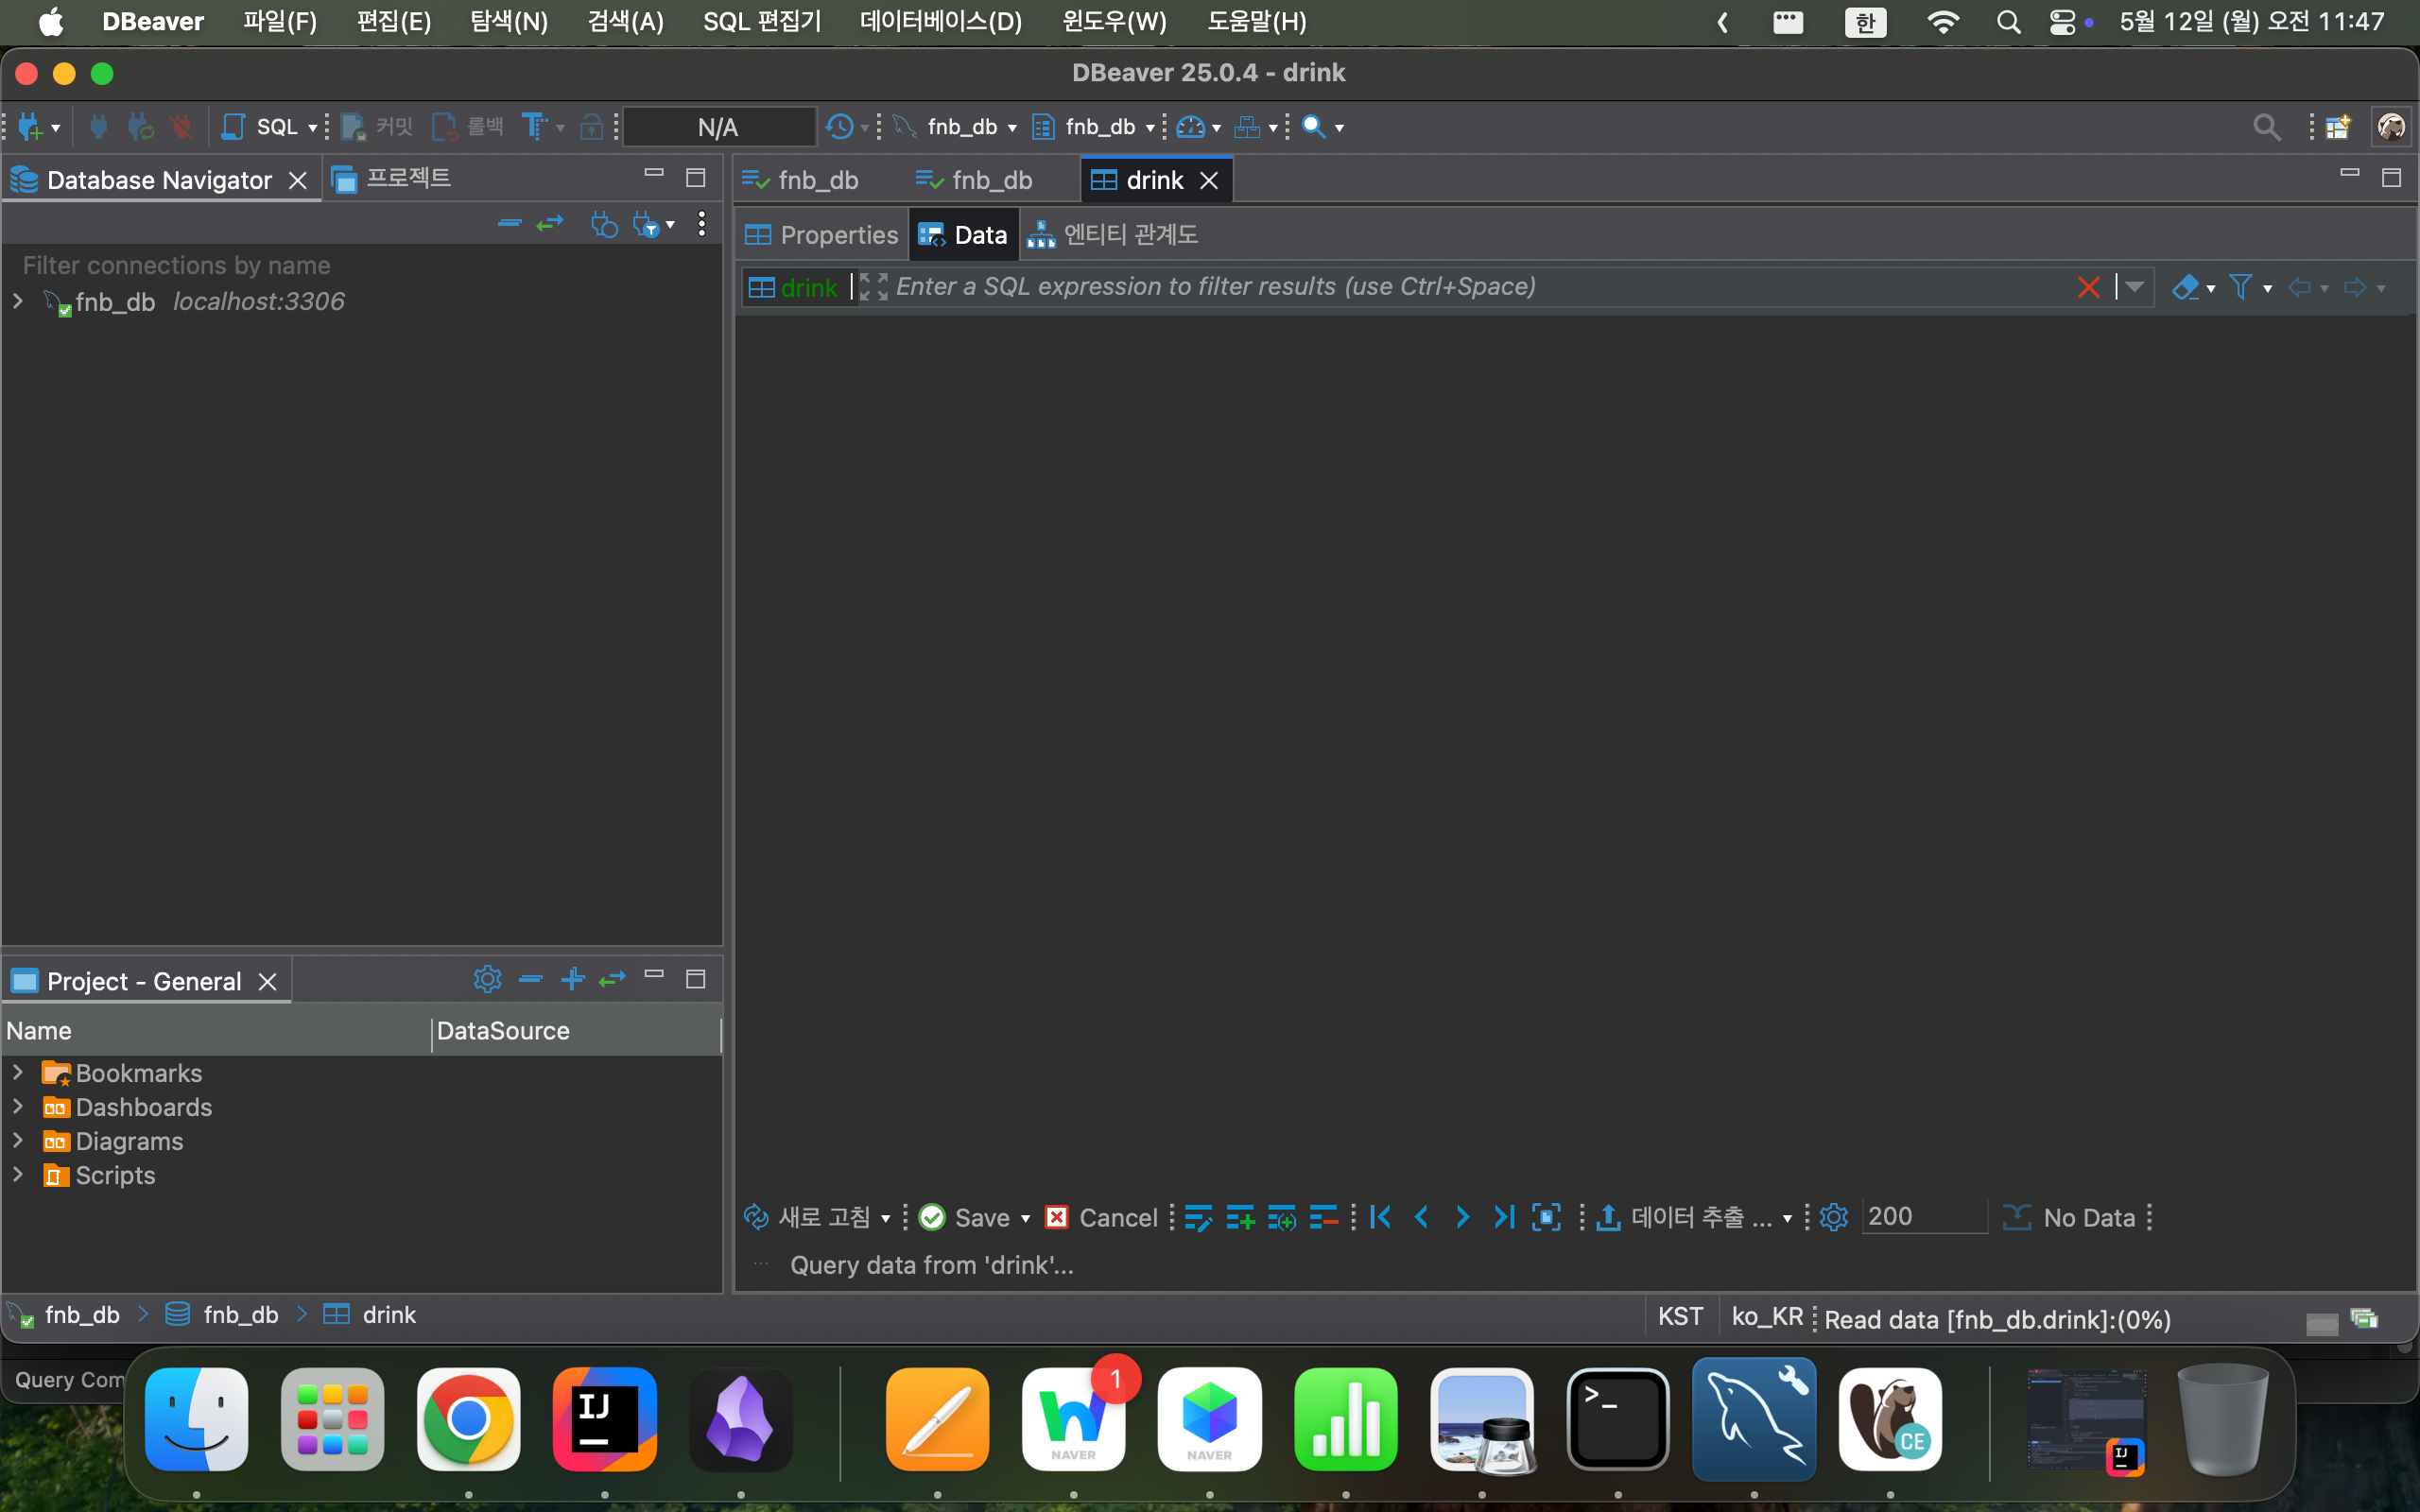 DBeaver 파일(F) 편집(E) 탐색(N) 검색(A) SQL 편집기 데이터베이스(D) 윈도우(W) 도움말(H) 한 5월 12일 (월) 오전 11:47
DBeaver 25.0.4 - drink
SQL 커밋 롤백 N/A fnb_db fnb_db
Database Navigator 프로젝트
fnb_db fnb_db drink
Properties Data 엔티티 관계도
Filter connections by name
drink Enter a SQL expression to filter results (use Ctrl+Space)
fnb_db localhost:3306
Project - General
Name DataSource
Bookmarks
Dashboards
Diagrams
Scripts
새로 고침 Save Cancel 데이터 추출 ... 200 No Data
Query data from 'drink'...
fnb_db fnb_db drink KST ko_KR Read data [fnb_db.drink]:(0%)
Query Com
1
IJ
NAVER
NAVER
>_
CE
IJ